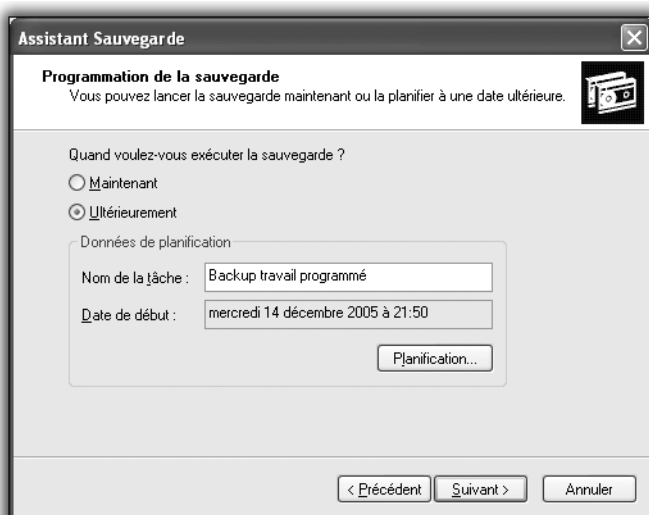 Assistant Sauvegarde
Programmation de la sauvegarde
Vous pouvez lancer la sauvegarde maintenant ou la planifier à une date ultérieure.
Quand voulez-vous exécuter la sauvegarde ?
Maintenant
Ultérieurement
Données de planification
Nom de la tâche : Backup travail programmé
Date de début : mercredi 14 décembre 2005 à 21:50
Planification...
< Précédent Suivant > Annuler